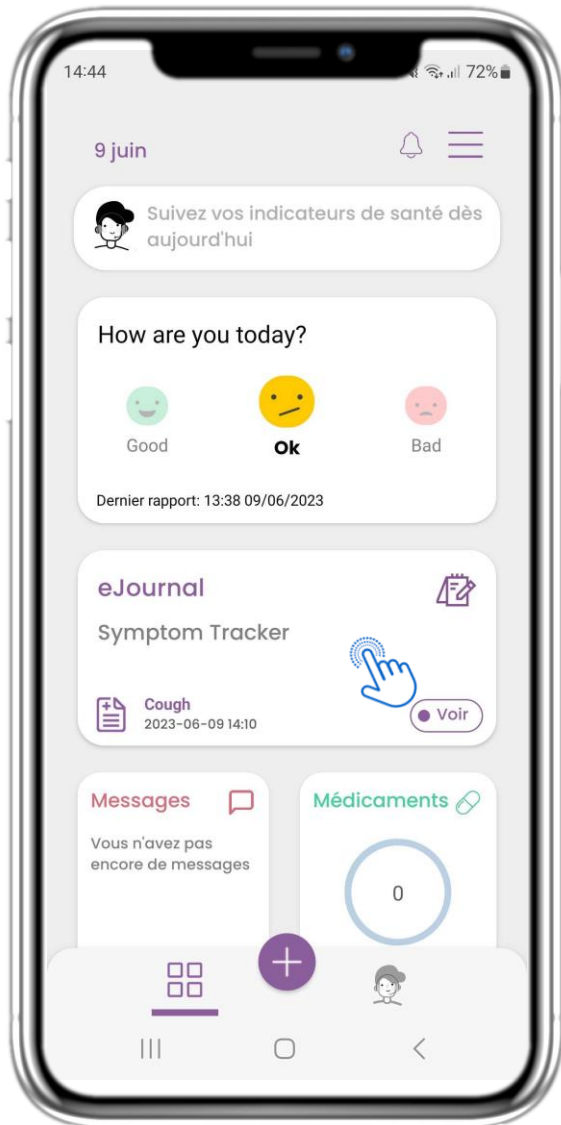 14:44
72%
9 juin
Suivez vos indicateurs de santé dès
aujourd'hui
How are you today?
Good
Ok
Bad
Dernier rapport: 13:38 09/06/2023
eJournal
Symptom Tracker
Cough
2023-06-09 14:10
Voir
Messages
Médicaments
Vous n'avez pas
encore de messages
0